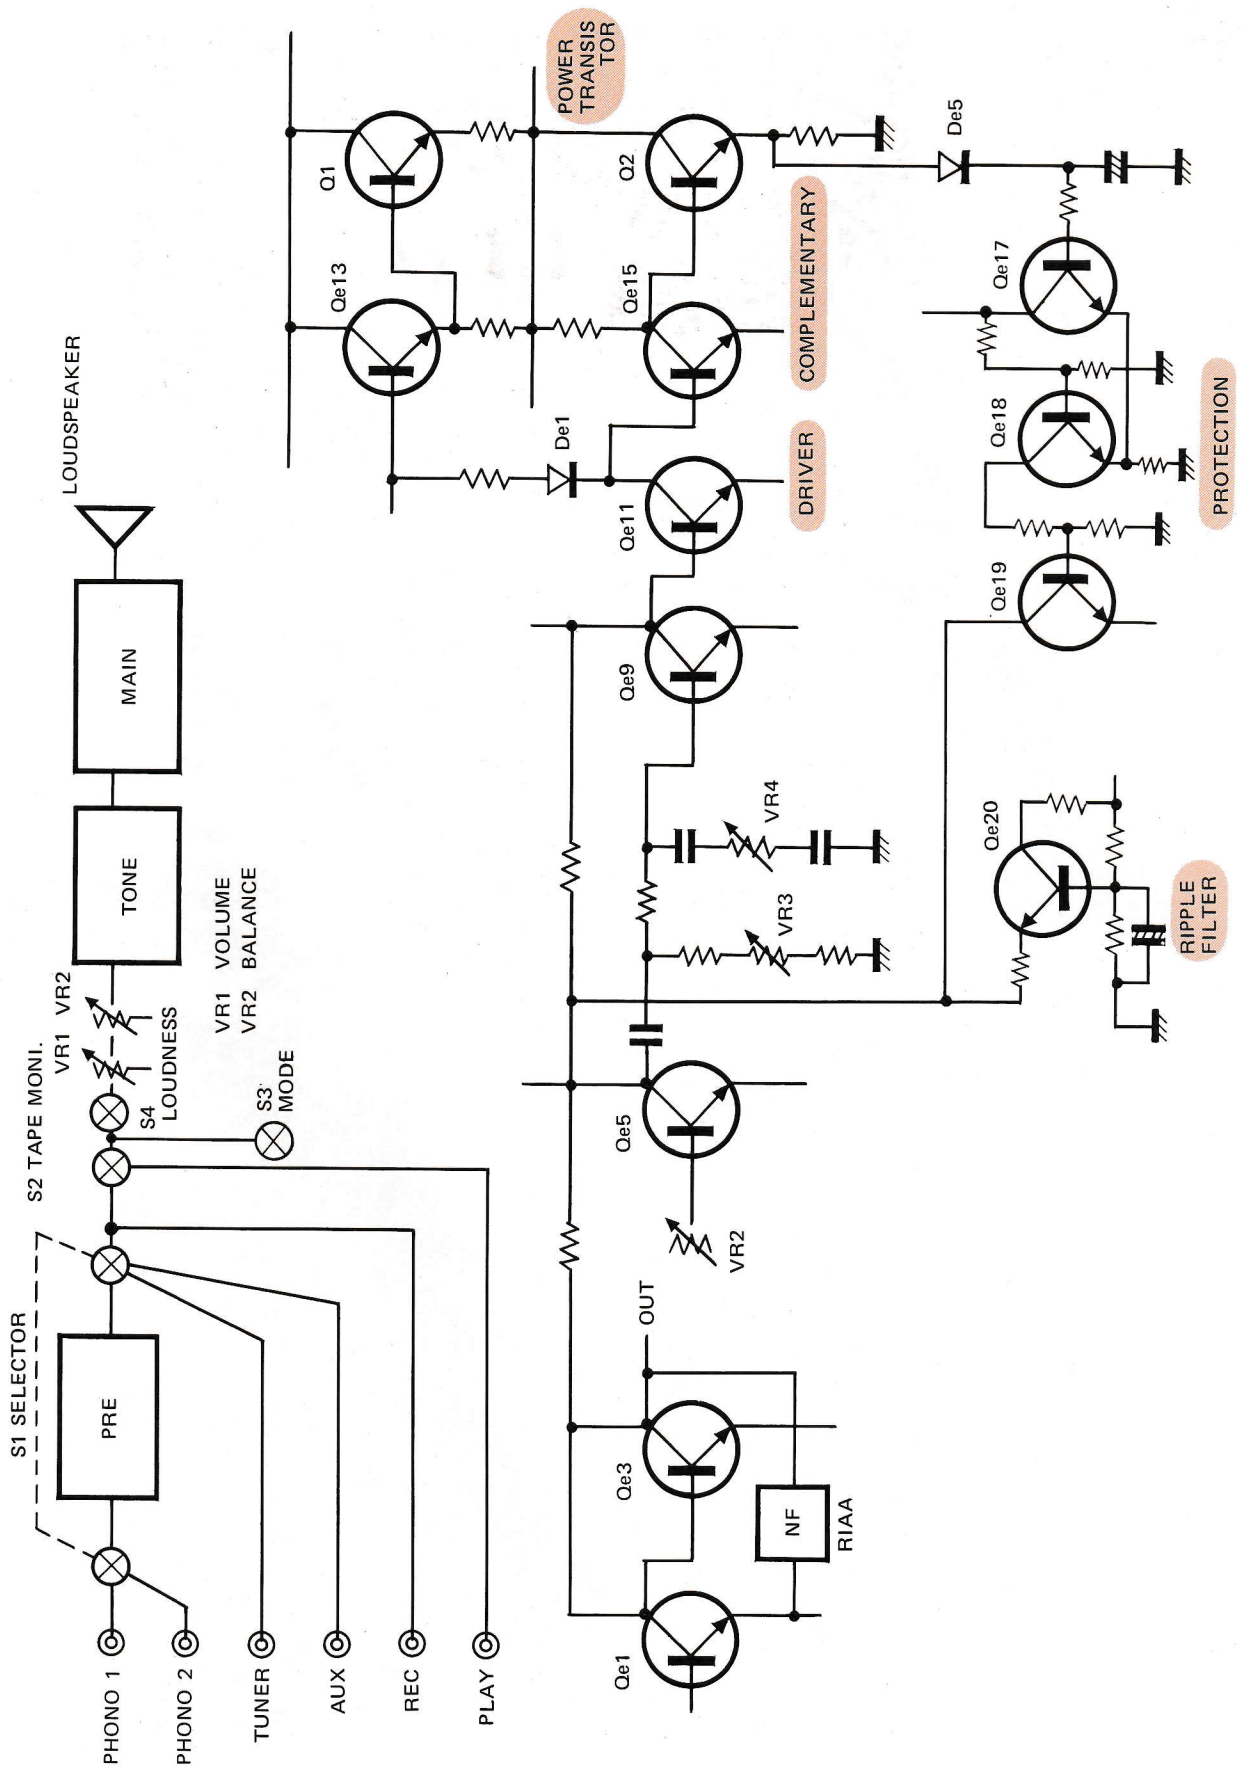 S1 SELECTOR
S2 TAPE MONI.
VR1 VR2
LOUDSPEAKER
PHONO 1
PRE
S4
LOUDNESS
TONE
MAIN
PHONO 2
VR1 VOLUME
VR2 BALANCE
TUNER
S3
MODE
AUX
REC
PLAY
Qe13
Q1
POWER
TRANSIS
TOR
De1
Qe15
Q2
Qe1
Qe3
OUT
Qe5
Qe9
Qe11
VR2
VR3
VR4
NF
RIAA
DRIVER
COMPLEMENTARY
De5
Qe20
Qe19
Qe18
Qe17
RIPPLE
FILTER
PROTECTION